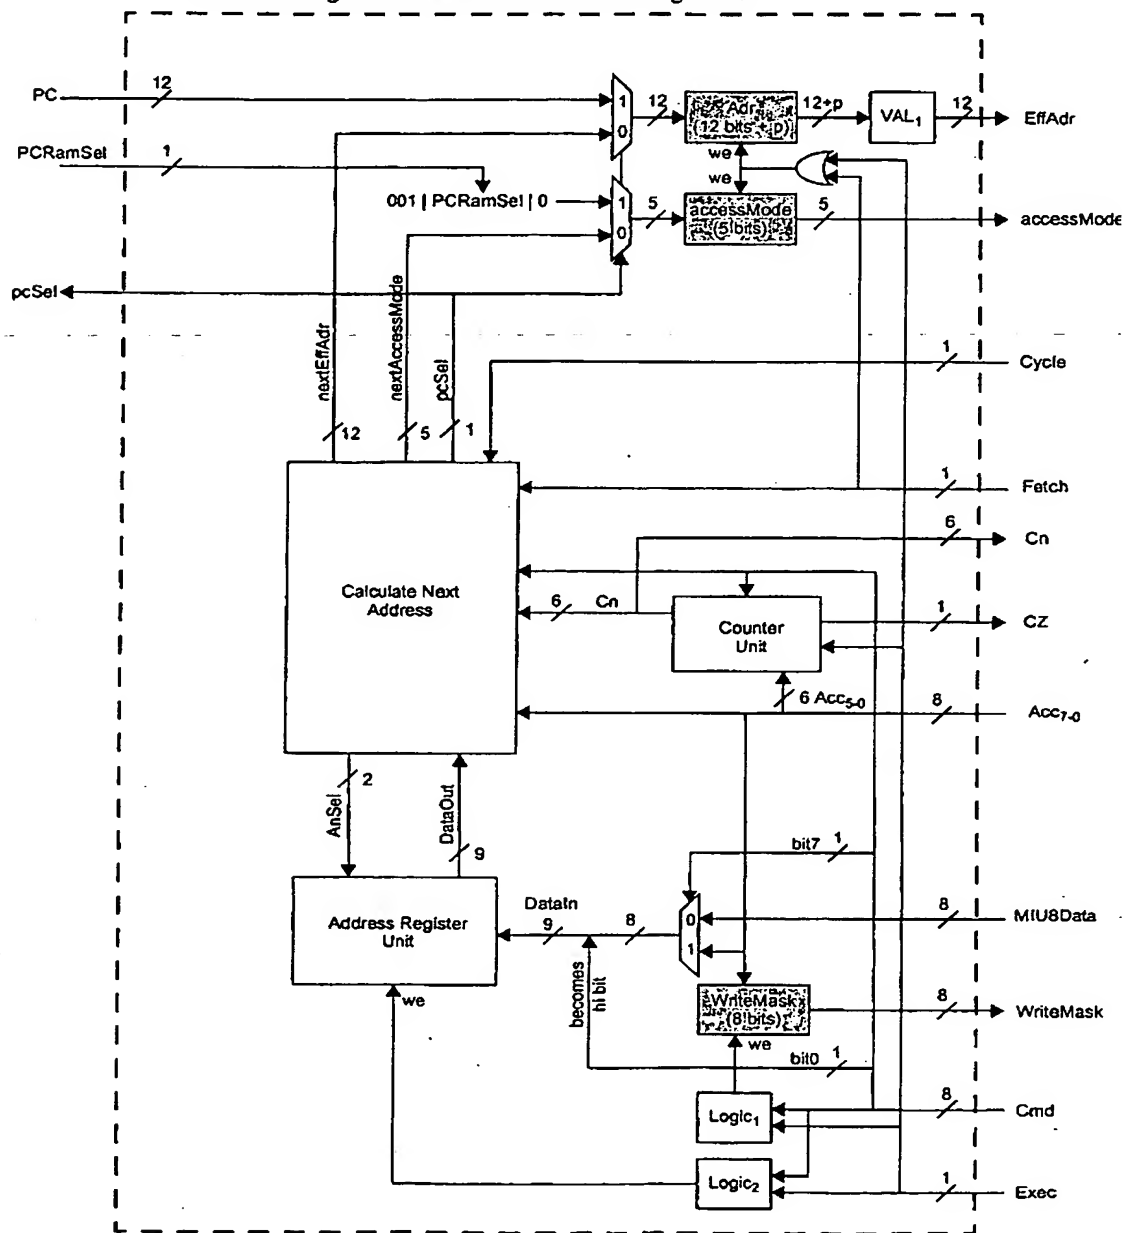 PC
12
1
0
12
Adr
(12 bits + p)
12+p
VAL1
12
EffAdr
PCRamSel
1
we
we
001 | PCRamSel | 0
1
0
5
accessMode
(5 bits)
5
accessMode
pcSel
nextEffAdr
nextAccessMode
pcSel
1
Cycle
12
5
1
1
Fetch
6
Cn
Calculate Next
Address
6
Cn
Counter
Unit
1
CZ
6 Acc5-0
8
Acc7-0
AnSel
2
DataOut
9
bit7
1
Address Register
Unit
DataIn
9
8
0
1
8
MIU8Data
we
becomes
hi bit
WriteMask
(8 bits)
8
WriteMask
we
bit0
1
Logic1
8
Cmd
Logic2
1
Exec